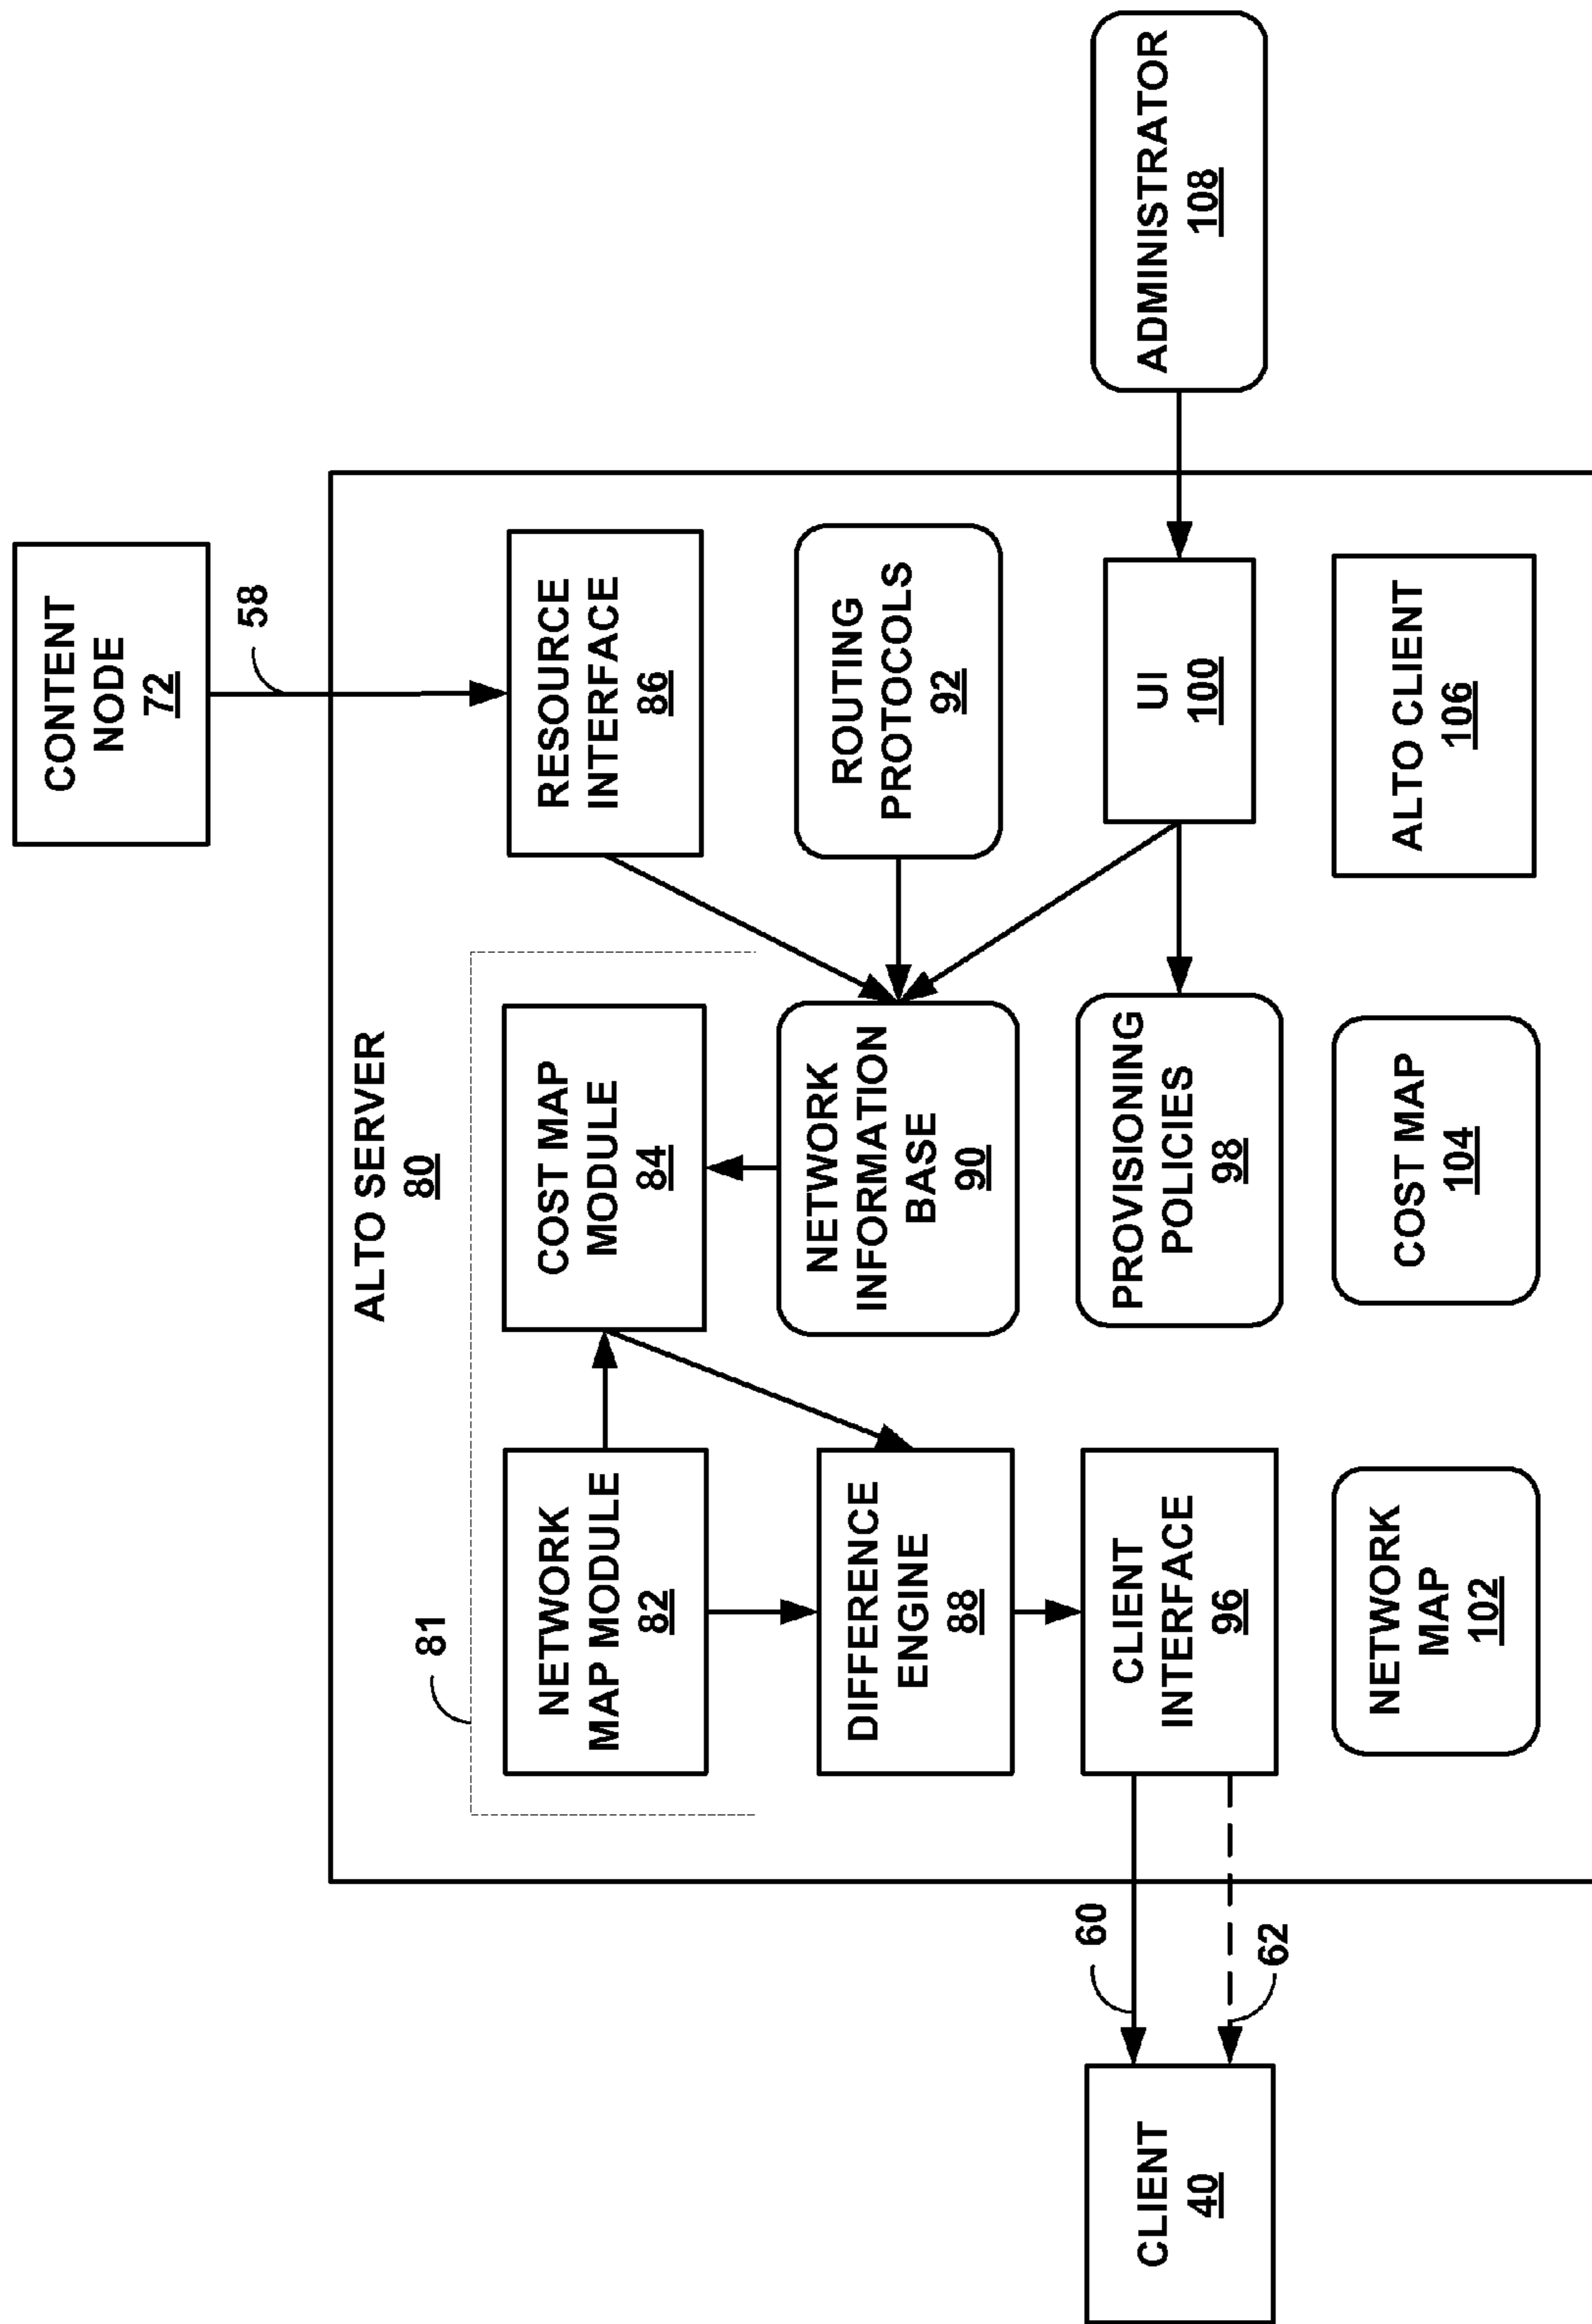 CONTENT
NODE
72
58
ALTO SERVER
80
81
NETWORK
MAP MODULE
82
COST MAP
MODULE
84
RESOURCE
INTERFACE
86
DIFFERENCE
ENGINE
88
NETWORK
INFORMATION
BASE
90
ROUTING
PROTOCOLS
92
CLIENT
40
60
62
CLIENT
INTERFACE
96
PROVISIONING
POLICIES
98
UI
100
ADMINISTRATOR
108
NETWORK
MAP
102
COST MAP
104
ALTO CLIENT
106